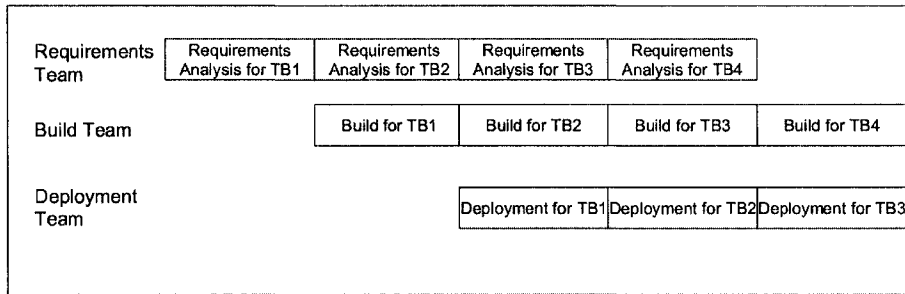 Requirements Team
Requirements Analysis for TB1
Requirements Analysis for TB2
Requirements Analysis for TB3
Requirements Analysis for TB4
Build Team
Build for TB1
Build for TB2
Build for TB3
Build for TB4
Deployment Team
Deployment for TB1
Deployment for TB2
Deployment for TB3